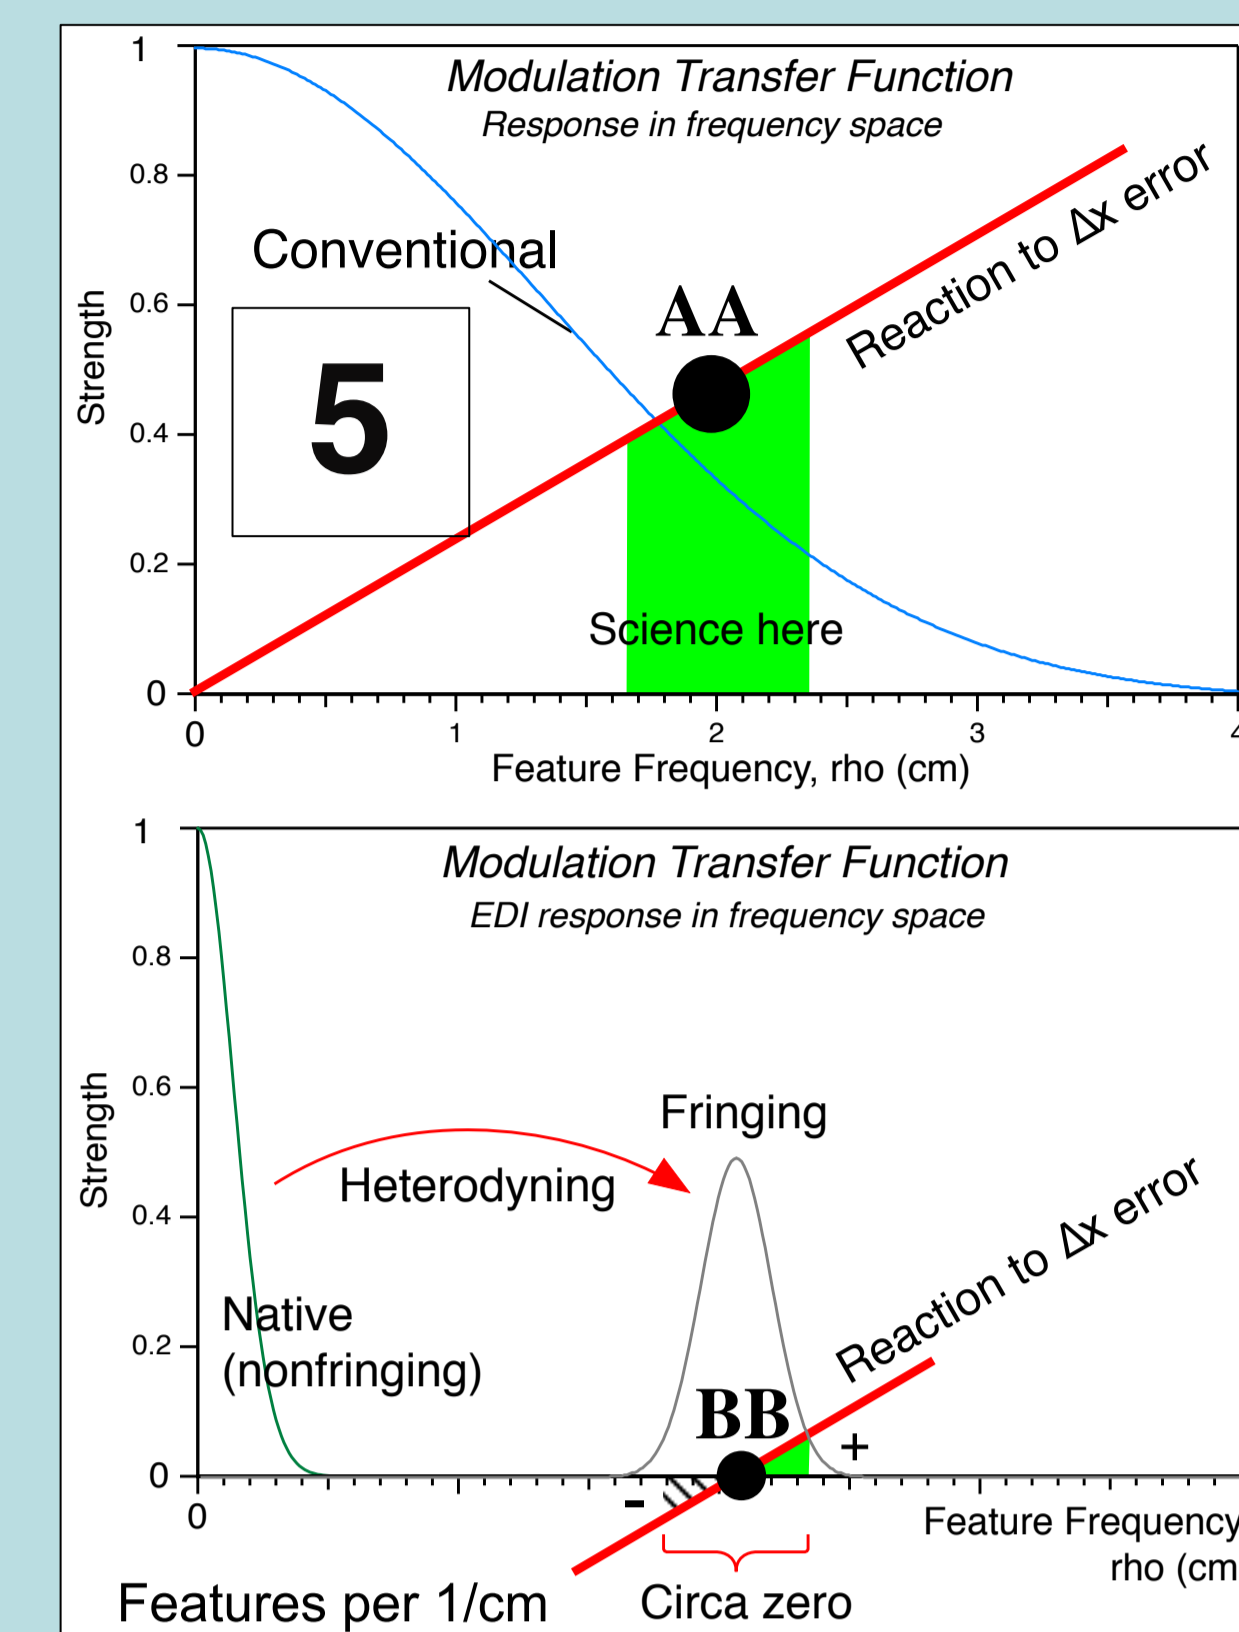 Modulation Transfer Function
Response in frequency space
1
0.8
0.6
0.4
0.2
0
Strength
Conventional
5
AA
Reaction to Δx error
Science here
0
1
2
3
4
Feature Frequency, rho (cm)
Modulation Transfer Function
EDI response in frequency space
1
0.8
0.6
0.4
0.2
0
Strength
Fringing
Heterodyning
Native
(nonfringing)
BB
Reaction to Δx error
+
-
0
Feature Frequency
rho (cm
Features per 1/cm
Circa zero